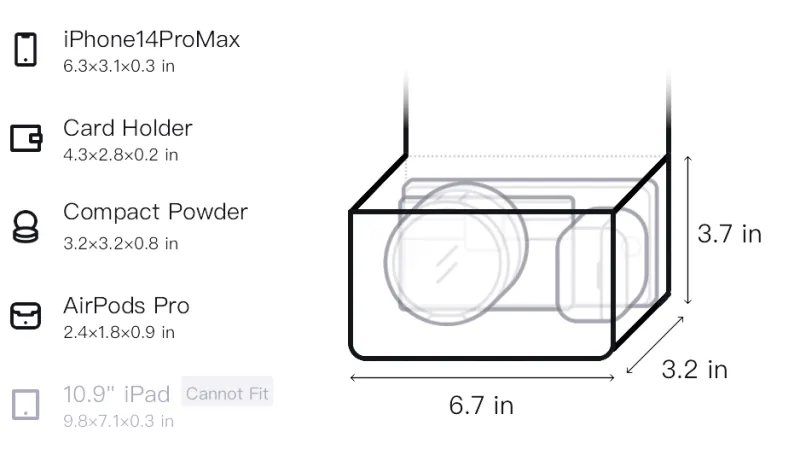 iPhone14ProMax
6.3×3.1×0.3 in
Card Holder
4.3×2.8×0.2 in
Compact Powder
3.2×3.2×0.8 in
AirPods Pro
2.4×1.8×0.9 in
10.9" iPad Cannot Fit
9.8×7.1×0.3 in
3.7 in
3.2 in
6.7 in